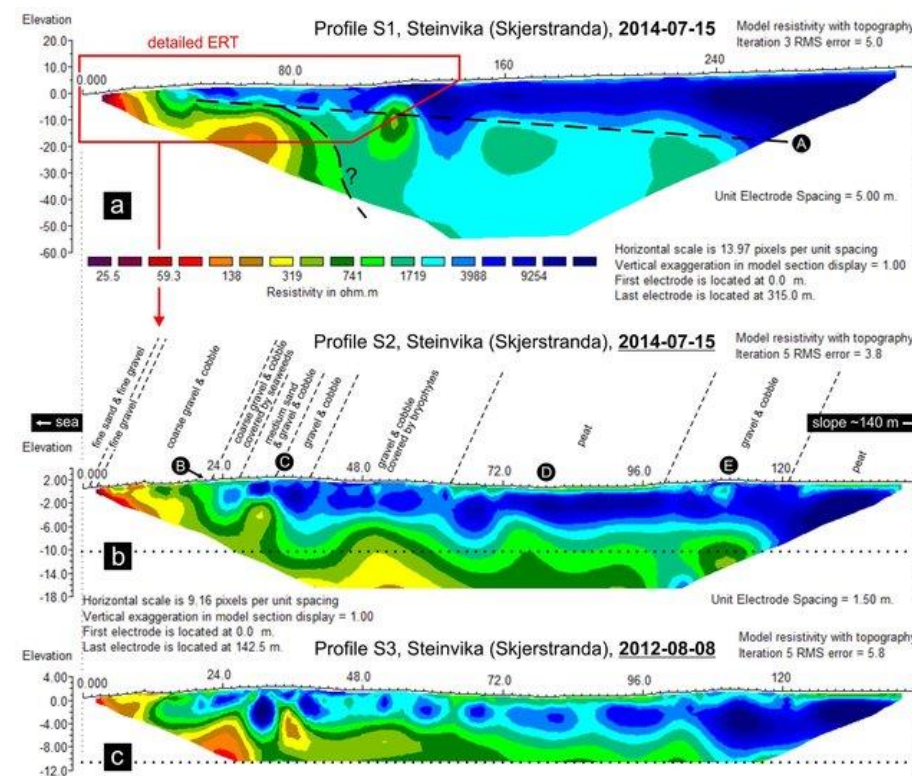 Elevation
Profile S1, Steinvika (Skjerstranda), 2014-07-15
Model resistivity with topography
Iteration 3 RMS error = 5.0
detailed ERT
20.0
10.0
0.0
-10.0
-20.0
-30.0
-40.0
-50.0
-60.0
0.000
80.0
160
240
A
?
a
Unit Electrode Spacing = 5.00 m.
25.5
59.3
138
319
741
1719
3988
9254
Resistivity in ohm.m
Horizontal scale is 13.97 pixels per unit spacing
Vertical exaggeration in model section display = 1.00
First electrode is located at 0.0 m.
Last electrode is located at 315.0 m.
Profile S2, Steinvika (Skjerstranda), 2014-07-15
Model resistivity with topography
Iteration 5 RMS error = 3.8
fine sand & fine gravel
fine gravel
coarse gravel & cobble
coarse gravel & cobble
covered by seaweeds
medium sand
& gravel & cobble
gravel & cobble
gravel & cobble
covered by bryophytes
peat
gravel & cobble
peat
← sea
slope ~140 m →
Elevation
2.00
-2.00
-6.00
-10.0
-14.0
-18.0
0.000
B
24.0
C
48.0
72.0
D
96.0
E
120
b
Horizontal scale is 9.16 pixels per unit spacing
Vertical exaggeration in model section display = 1.00
First electrode is located at 0.0 m.
Last electrode is located at 142.5 m.
Unit Electrode Spacing = 1.50 m.
Profile S3, Steinvika (Skjerstranda), 2012-08-08
Model resistivity with topography
Iteration 5 RMS error = 5.8
Elevation
4.00
0.0
-4.00
-8.00
-12.0
0.000
24.0
48.0
72.0
96.0
120
c